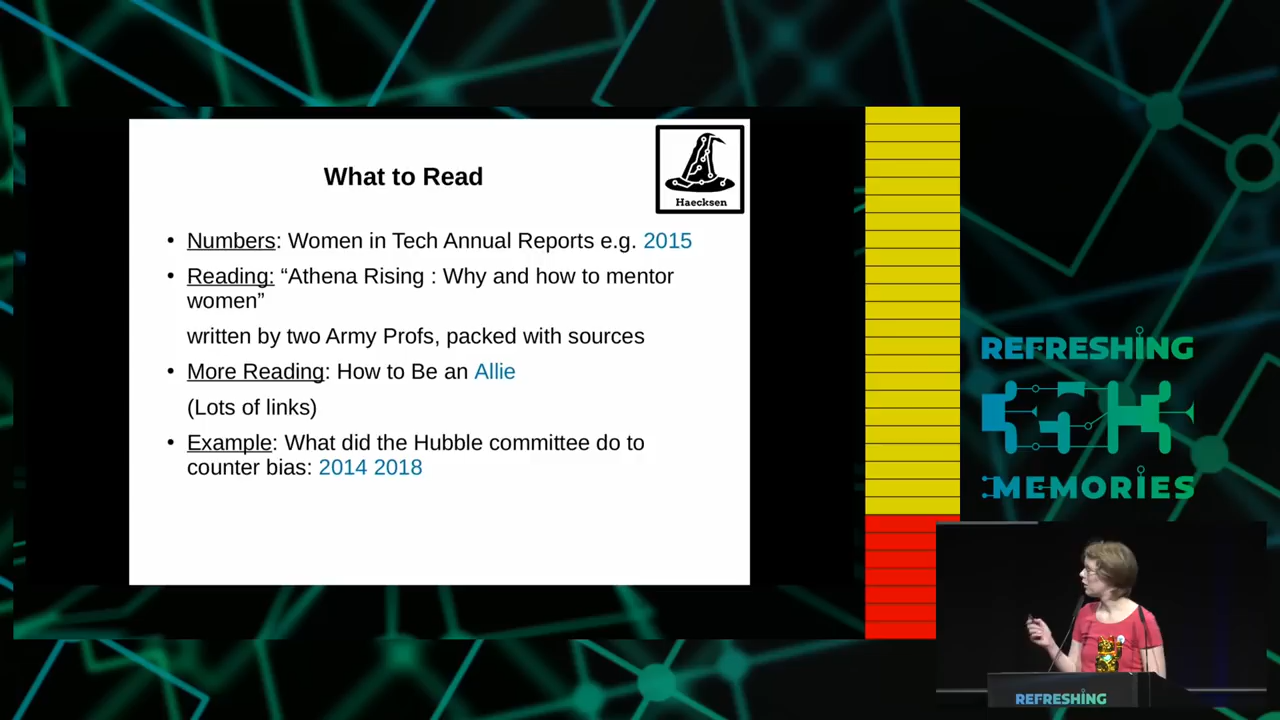 What to Read
Haecksen
• Numbers: Women in Tech Annual Reports e.g. 2015
• Reading: “Athena Rising : Why and how to mentor
women”
written by two Army Profs, packed with sources
• More Reading: How to Be an Allie
(Lots of links)
• Example: What did the Hubble committee do to
counter bias: 2014 2018
REFRESHING
MEMORIES
REFRESHING